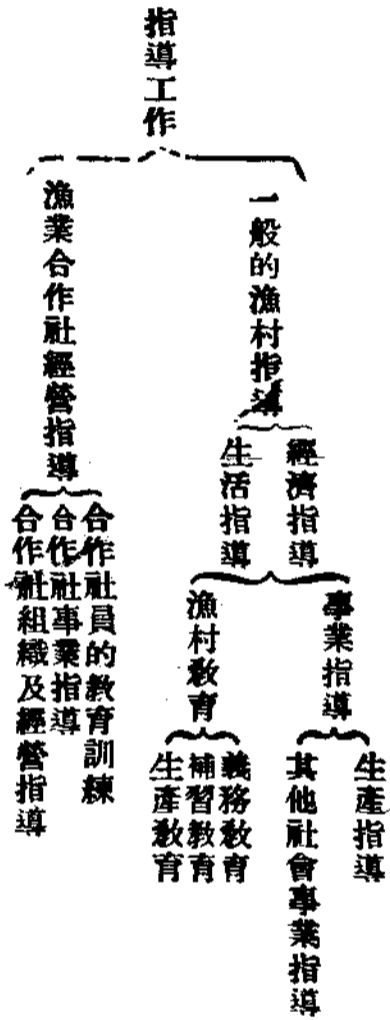 指導工作
一般的漁村指導
經濟指導
生活指導
事業指導
生產指導
其他社會事業指導
漁村教育
義務教育
補習教育
生產教育
漁業合作社經營指導
合作社員的教育訓練
合作社事業指導
合作社組織及經營指導